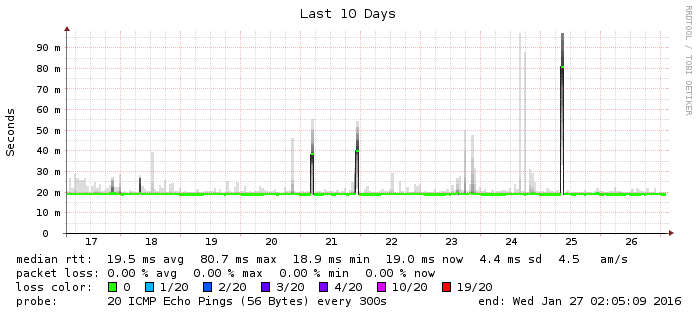 Last 10 Days
RRDTOOL / TOBI OETIKER
Seconds
90 m
80 m
70 m
60 m
50 m
40 m
30 m
20 m
10 m
0
17 18 19 20 21 22 23 24 25 26
median rtt: 19.5 ms avg 80.7 ms max 18.9 ms min 19.0 ms now 4.4 ms sd 4.5 am/s
packet loss: 0.00 % avg 0.00 % max 0.00 % min 0.00 % now
loss color: 0 1/20 2/20 3/20 4/20 10/20 19/20
probe: 20 ICMP Echo Pings (56 Bytes) every 300s end: Wed Jan 27 02:05:09 2016